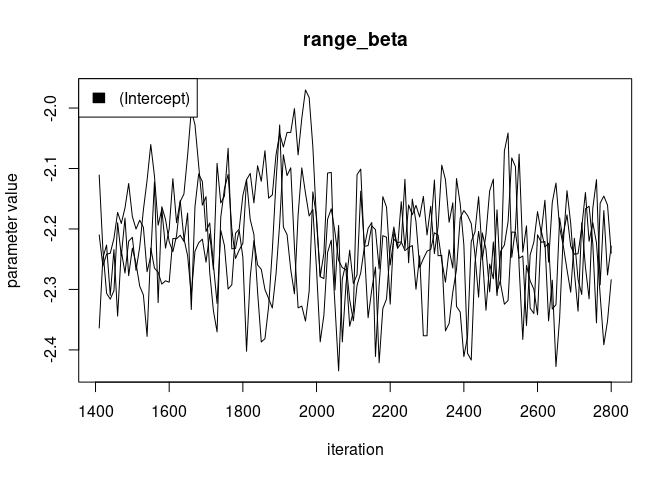 range_beta
(Intercept)
parameter value
-2.0
-2.1
-2.2
-2.3
-2.4
1400 1600 1800 2000 2200 2400 2600 2800
iteration